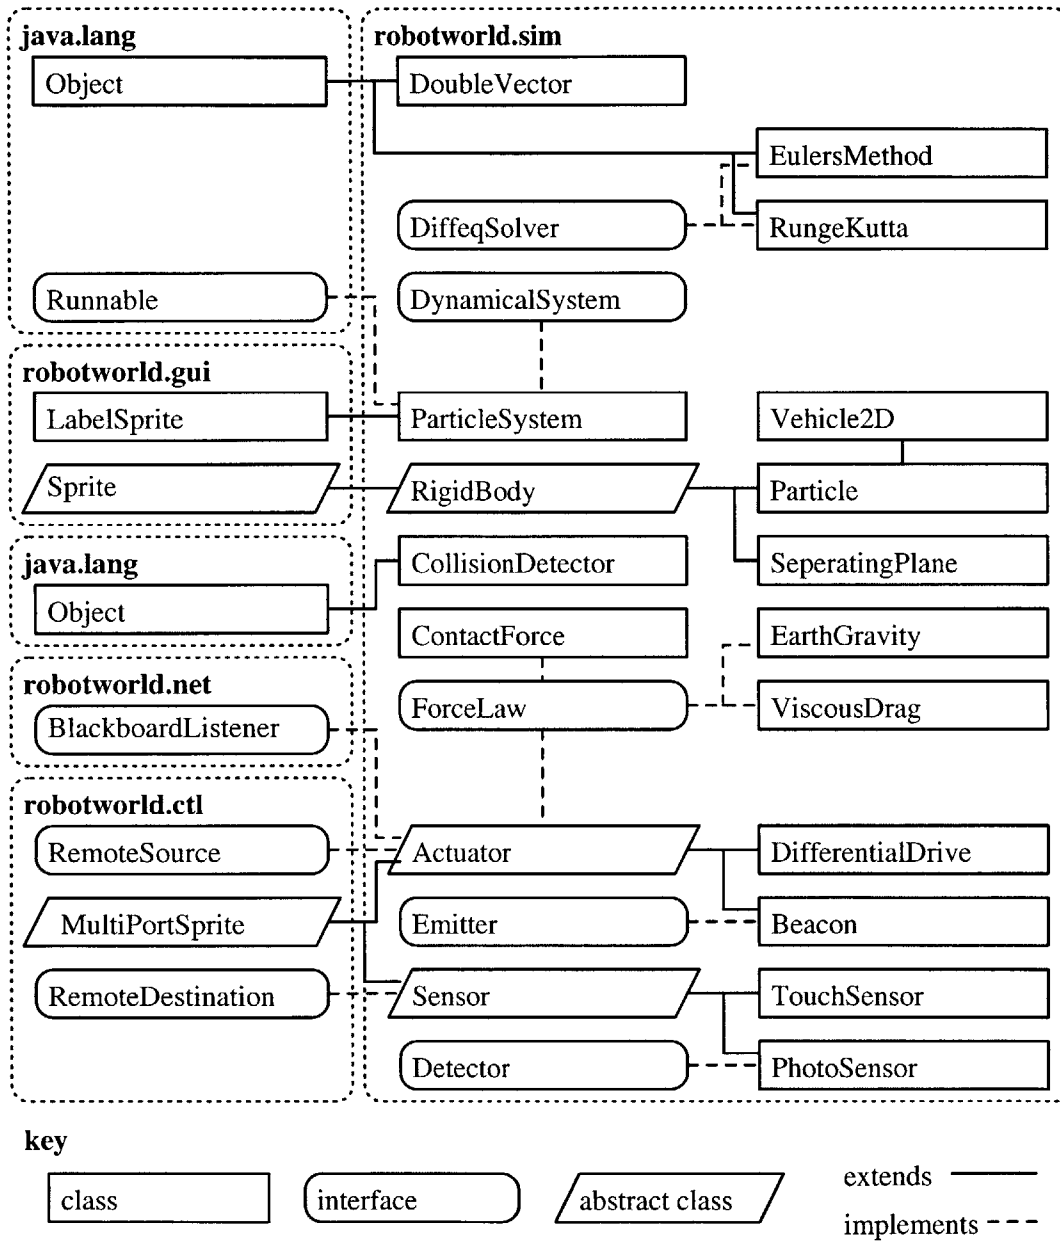 java.lang
robotworld.sim
Object
DoubleVector
EulersMethod
DiffeqSolver
RungeKutta
Runnable
DynamicalSystem
robotworld.gui
LabelSprite
ParticleSystem
Vehicle2D
Sprite
RigidBody
Particle
java.lang
CollisionDetector
SeperatingPlane
Object
ContactForce
EarthGravity
robotworld.net
BlackboardListener
ForceLaw
ViscousDrag
robotworld.ctl
RemoteSource
Actuator
DifferentialDrive
MultiPortSprite
Emitter
Beacon
RemoteDestination
Sensor
TouchSensor
Detector
PhotoSensor
key
class
interface
abstract class
extends
implements